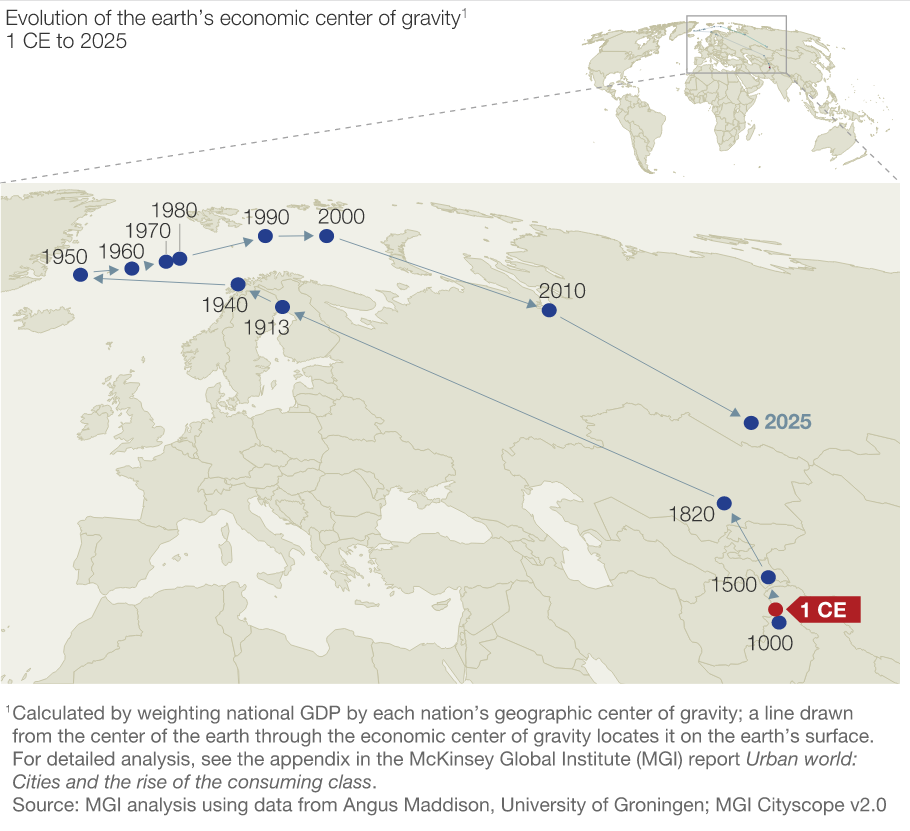 Evolution of the earth's economic center of gravity¹
1 CE to 2025
1980
1990
2000
1970
1960
1950
2010
1940
1913
2025
1820
1500
1 CE
1000
¹Calculated by weighting national GDP by each nation's geographic center of gravity; a line drawn
from the center of the earth through the economic center of gravity locates it on the earth's surface.
For detailed analysis, see the appendix in the McKinsey Global Institute (MGI) report Urban world:
Cities and the rise of the consuming class.
Source: MGI analysis using data from Angus Maddison, University of Groningen; MGI Cityscope v2.0